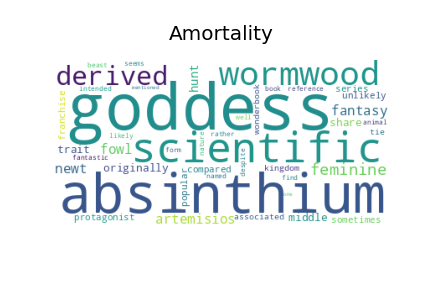 Amortality
beast
seems
derived
intended
mentioned
hunt
wormwood
franchise
goddess
wonderbook
book
reference
series
unlikely
animal
fantasy
well
share
tie
likely
rather
nature
trait
fowl
form
scientific
fantastic
despite
newt
originally
compared
named
kingdom
find
feminine
popular
absinthium
protagonist
artemisios
associated
middle
sometimes